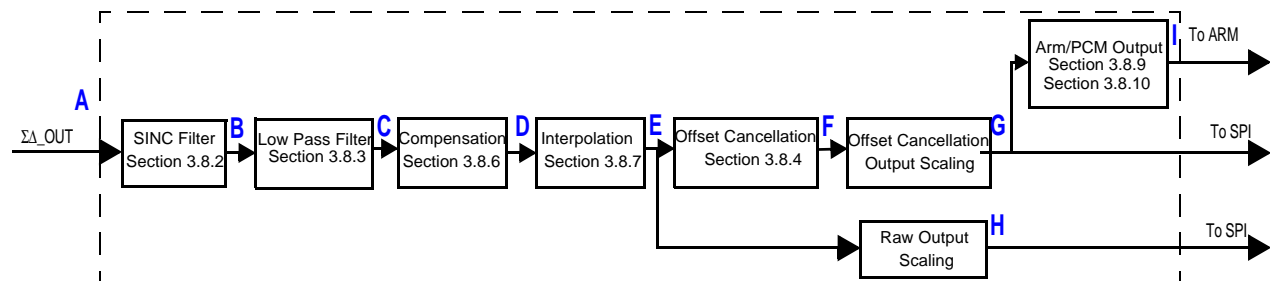 I
To ARM
Arm/PCM Output
Section 3.8.9
Section 3.8.10
A
ΣΔ_OUT
SINC Filter
Section 3.8.2
B
Low Pass Filter
Section 3.8.3
C
Compensation
Section 3.8.6
D
Interpolation
Section 3.8.7
E
Offset Cancellation
Section 3.8.4
F
Offset Cancellation
Output Scaling
G
To SPI
Raw Output
Scaling
H
To SPI